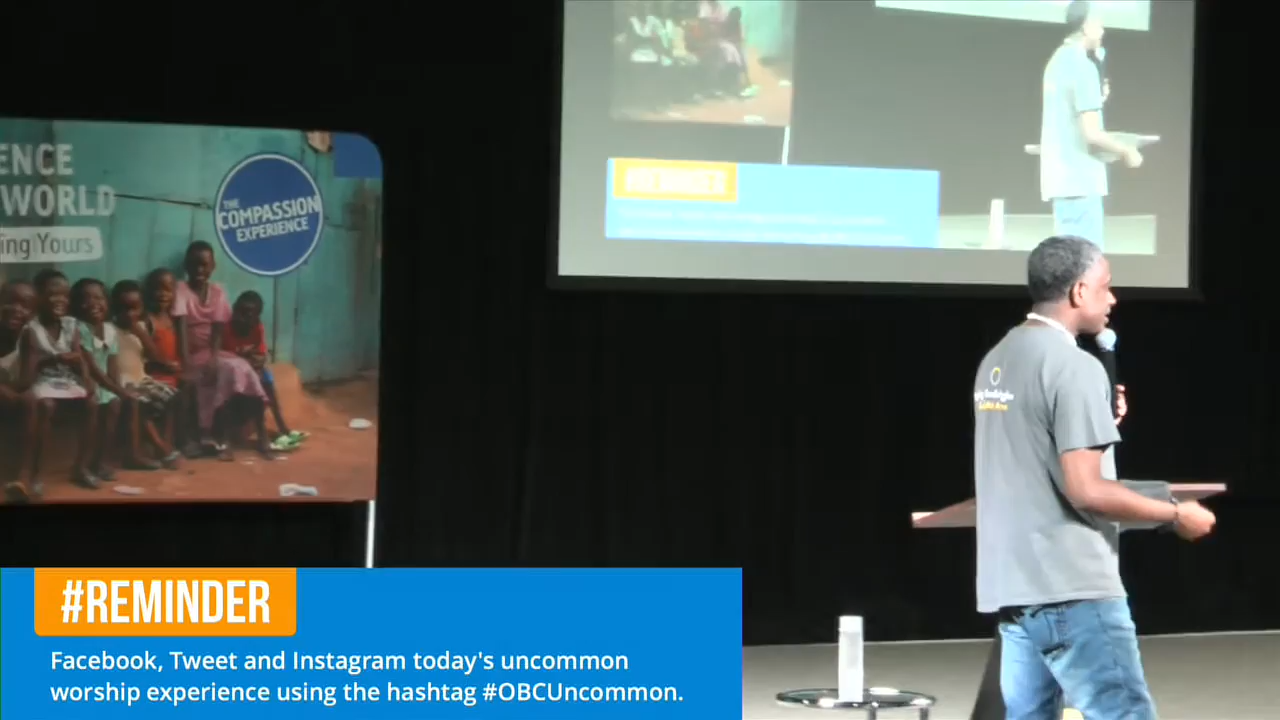 ENCE
WORLD
ing Yours
THE
COMPASSION
EXPERIENCE
#REMINDER
#REMINDER
Facebook, Tweet and Instagram today's uncommon
worship experience using the hashtag #OBCUncommon.